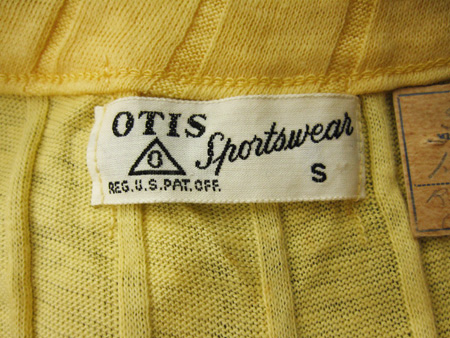 OTIS
Sportswear
O
REG. U.S. PAT. OFF.
S